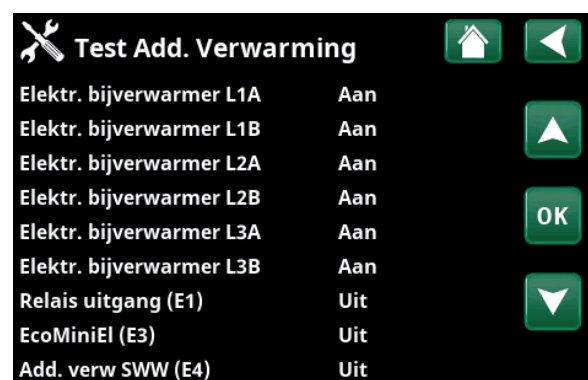 Test Add. Verwarming
Elektr. bijverwarmer L1A Aan
Elektr. bijverwarmer L1B Aan
Elektr. bijverwarmer L2A Aan
Elektr. bijverwarmer L2B Aan
OK
Elektr. bijverwarmer L3A Aan
Elektr. bijverwarmer L3B Aan
Relais uitgang (E1) Uit
EcoMiniEl (E3) Uit
Add. verw SWW (E4) Uit